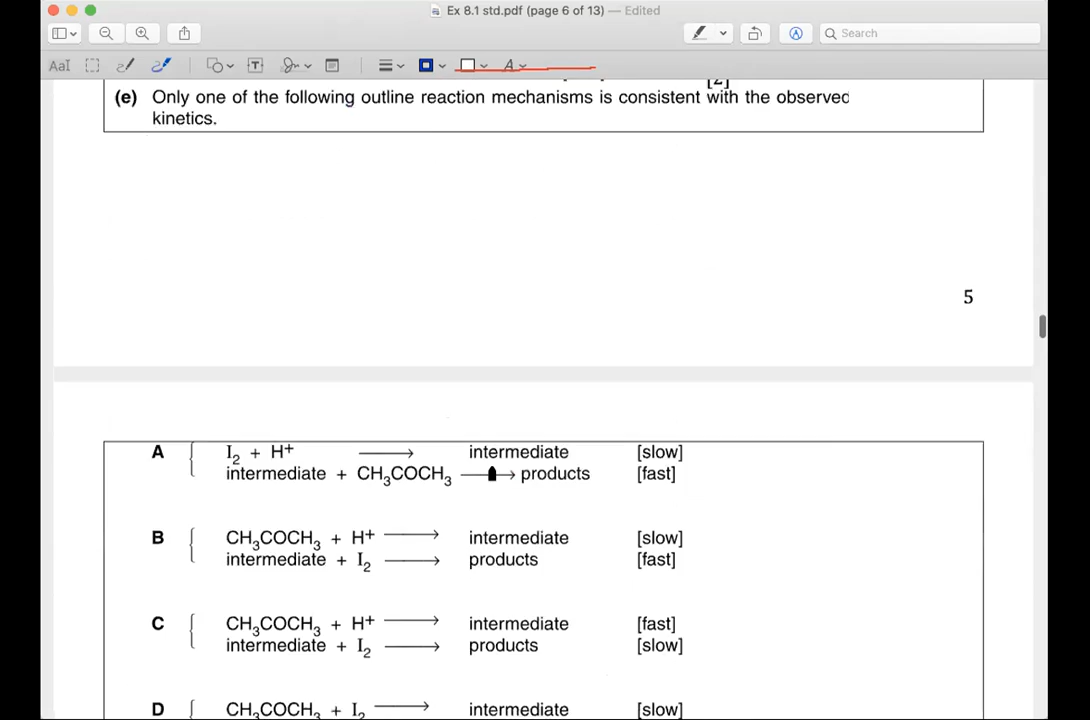 Ex 8.1 std.pdf (page 6 of 13) — Edited
Search
AaI T A
[2]
(e) Only one of the following outline reaction mechanisms is consistent with the observed
kinetics.
5
A I₂ + H⁺ ⟶ intermediate [slow]
intermediate + CH₃COCH₃ ⟶ products [fast]
B CH₃COCH₃ + H⁺ ⟶ intermediate [slow]
intermediate + I₂ ⟶ products [fast]
C CH₃COCH₃ + H⁺ ⟶ intermediate [fast]
intermediate + I₂ ⟶ products [slow]
D CH₃COCH₃ + I₂ ⟶ intermediate [slow]